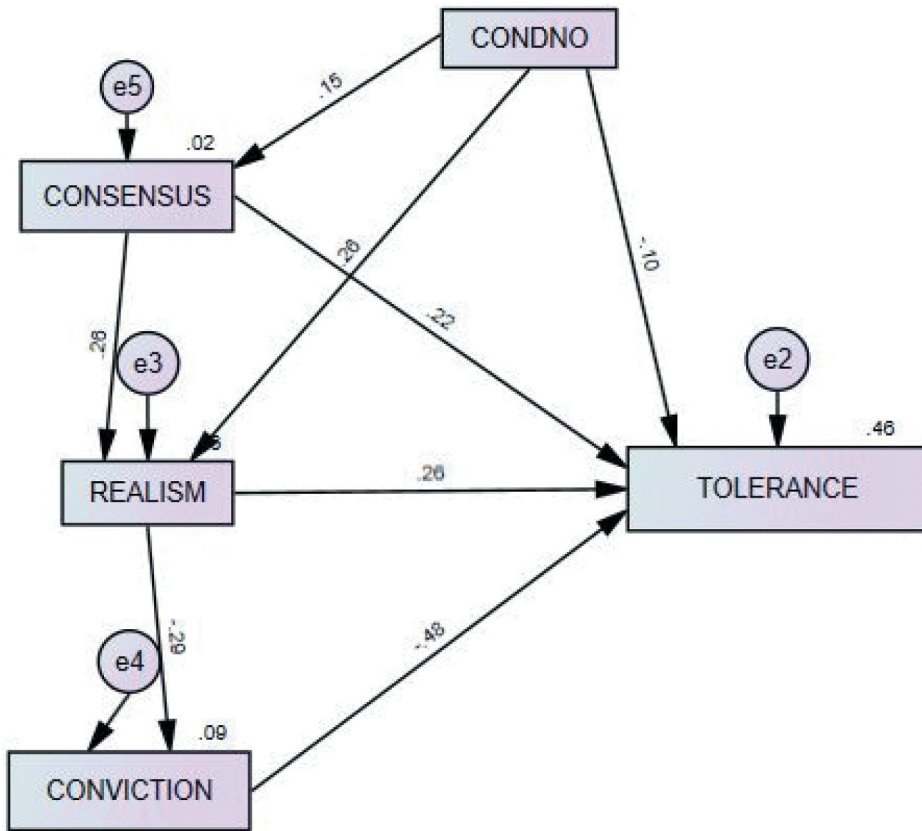 CONDNO
e5
.15
.02
CONSENSUS
.26
-.10
.22
.26
e3
e2
.46
REALISM
.26
TOLERANCE
-.29
-.48
e4
.09
CONVICTION